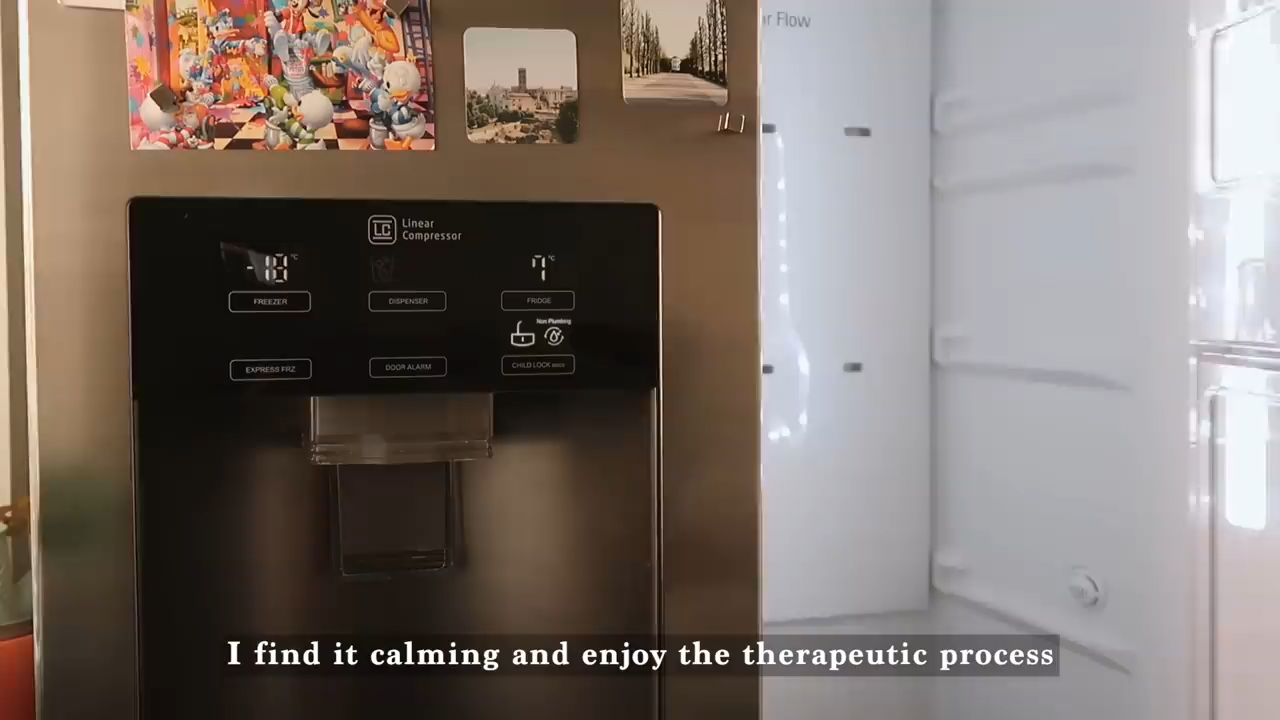 r Flow
LC Linear
Compressor
-18 °C
7 °C
FREEZER
DISPENSER
FRIDGE
Non Plumbing
EXPRESS FRZ
DOOR ALARM
CHILD LOCK
I find it calming and enjoy the therapeutic process